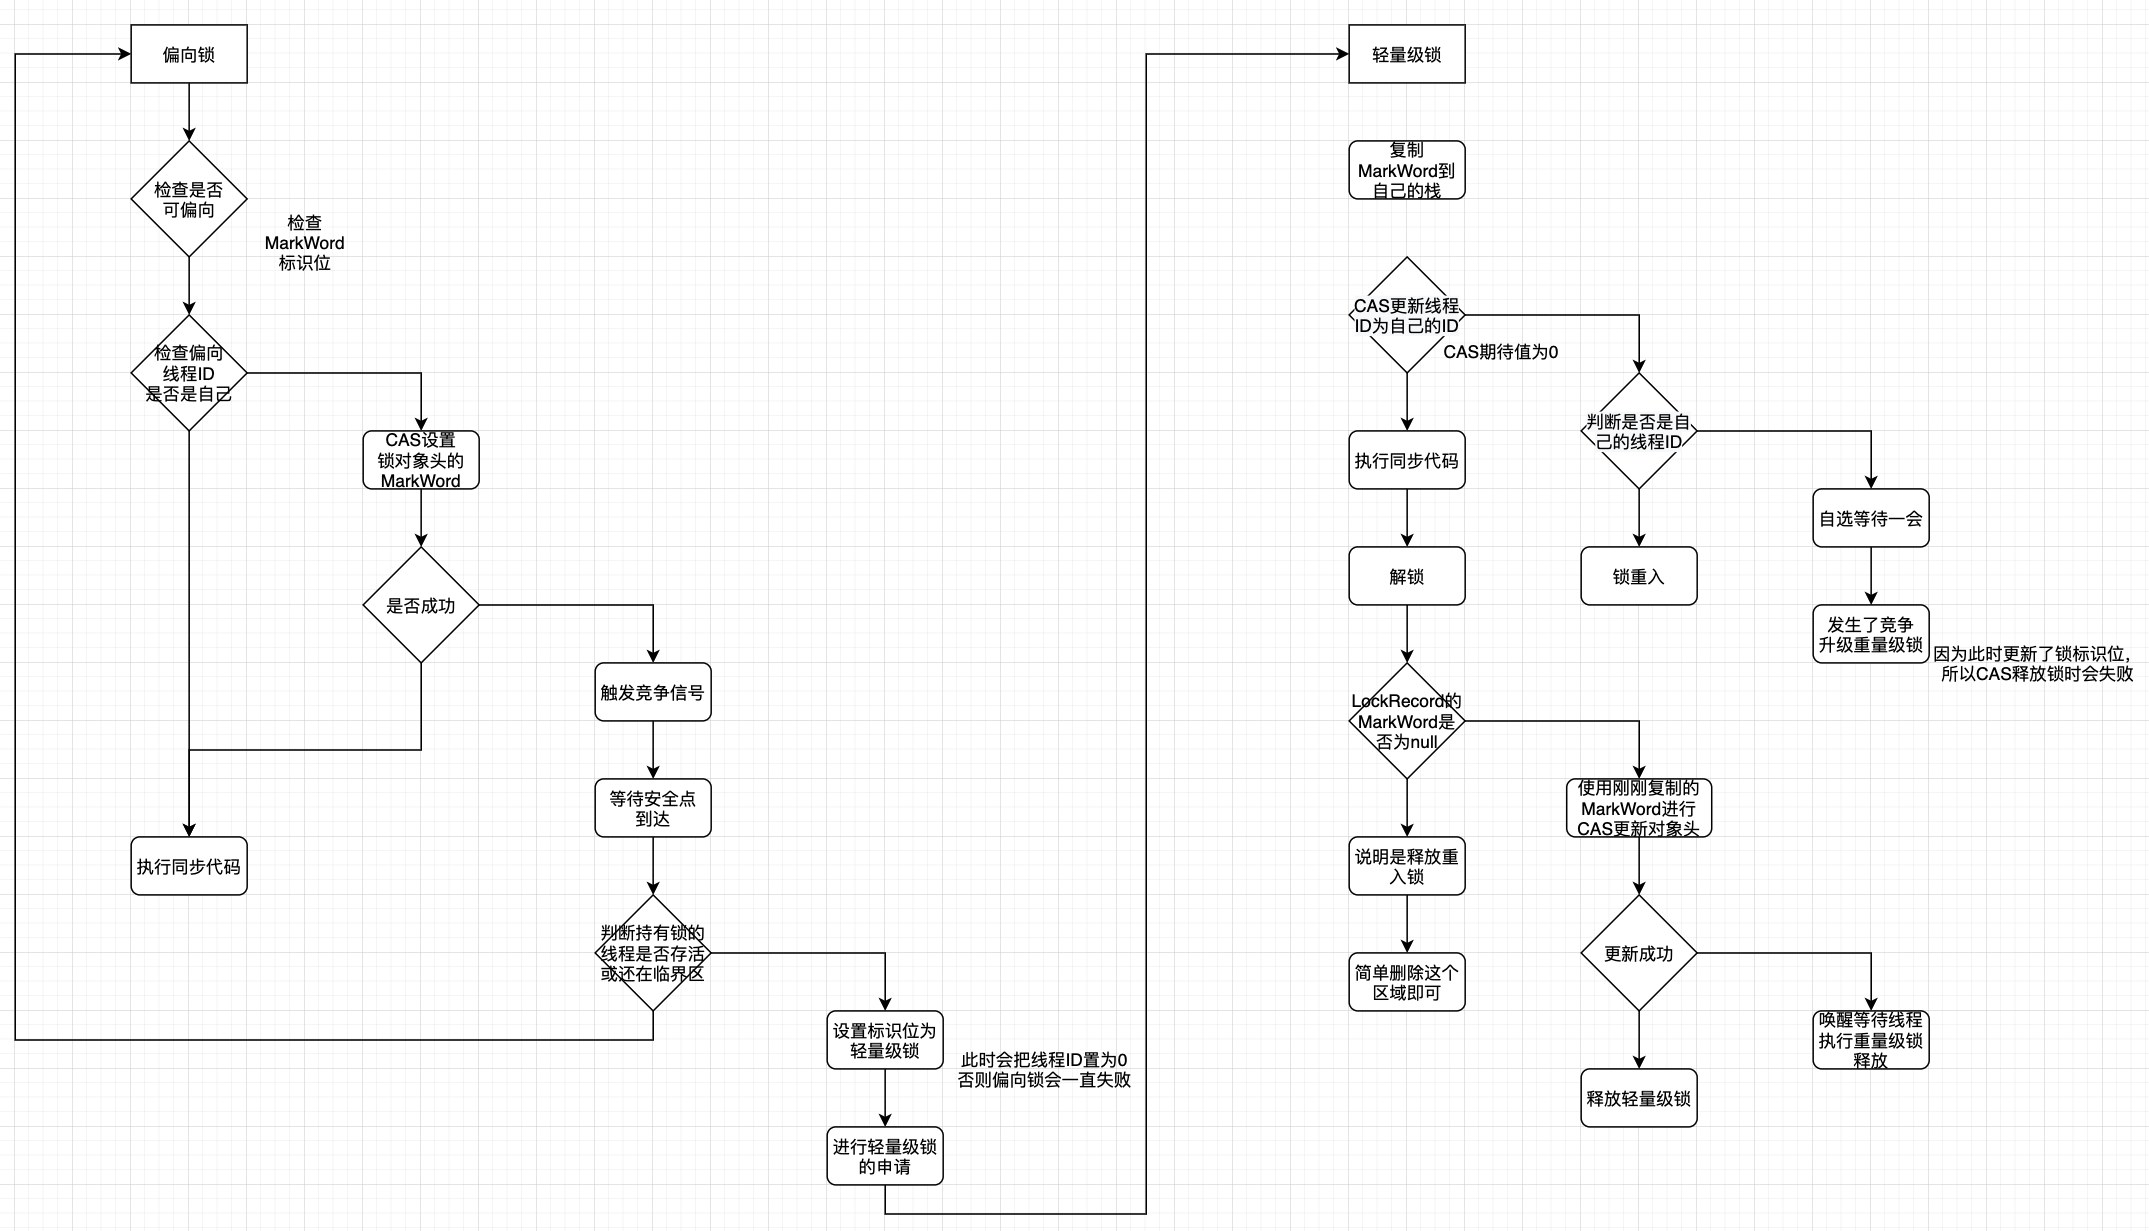 偏向锁
检查是否
可偏向
检查
MarkWord
标识位
检查偏向
线程ID
是否是自己
CAS设置
锁对象头的
MarkWord
是否成功
触发竞争信号
等待安全点
到达
执行同步代码
判断持有锁的
线程是否存活
或还在临界区
设置标识位为
轻量级锁
此时会把线程ID置为0
否则偏向锁会一直失败
进行轻量级锁
的申请
轻量级锁
复制
MarkWord到
自己的栈
CAS更新线程
ID为自己的ID
CAS期待值为0
判断是否是自
己的线程ID
执行同步代码
自选等待一会
解锁
锁重入
发生了竞争
升级重量级锁
因为此时更新了锁标识位，
所以CAS释放锁时会失败
LockRecord的
MarkWord是
否为null
使用刚刚复制的
MarkWord进行
CAS更新对象头
说明是释放重
入锁
更新成功
简单删除这个
区域即可
唤醒等待线程
执行重量级锁
释放
释放轻量级锁